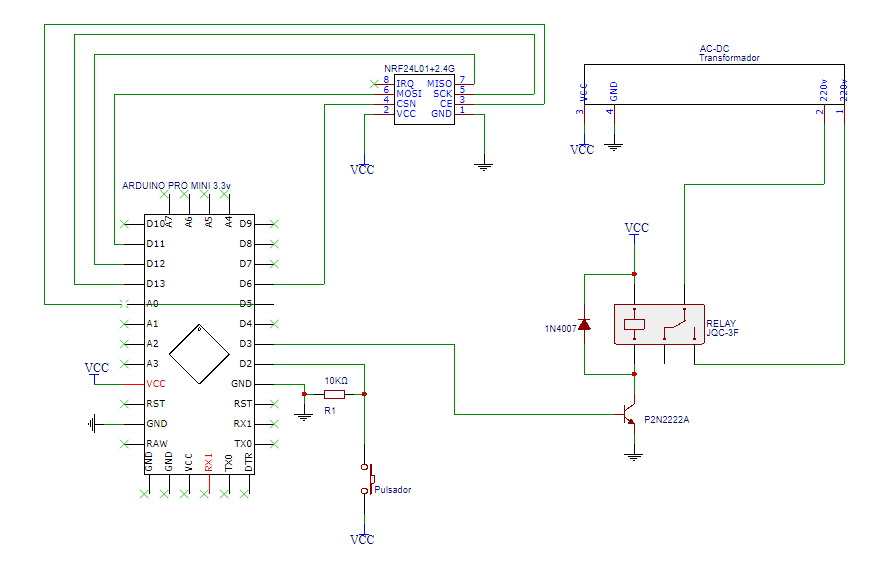 AC-DC
Transformador
3 VCC
4 GND
2 220v
1 220v
VCC
NRF24L01+2.4G
8 IRQ MISO 7
6 MOSI SCK 5
4 CSN CE 3
2 VCC GND 1
VCC
ARDUINO PRO MINI 3.3v
A7 A6 A5 A4
D10 D9
D11 D8
D12 D7
D13 D6
A0 D5
A1 D4
A2 D3
A3 D2
VCC
VCC GND
RST RST
GND RX1
RAW TX0
GND GND VCC RX1 TX0 DTR
10KΩ
R1
Pulsador
VCC
VCC
1N4007
RELAY
JQC-3F
P2N2222A